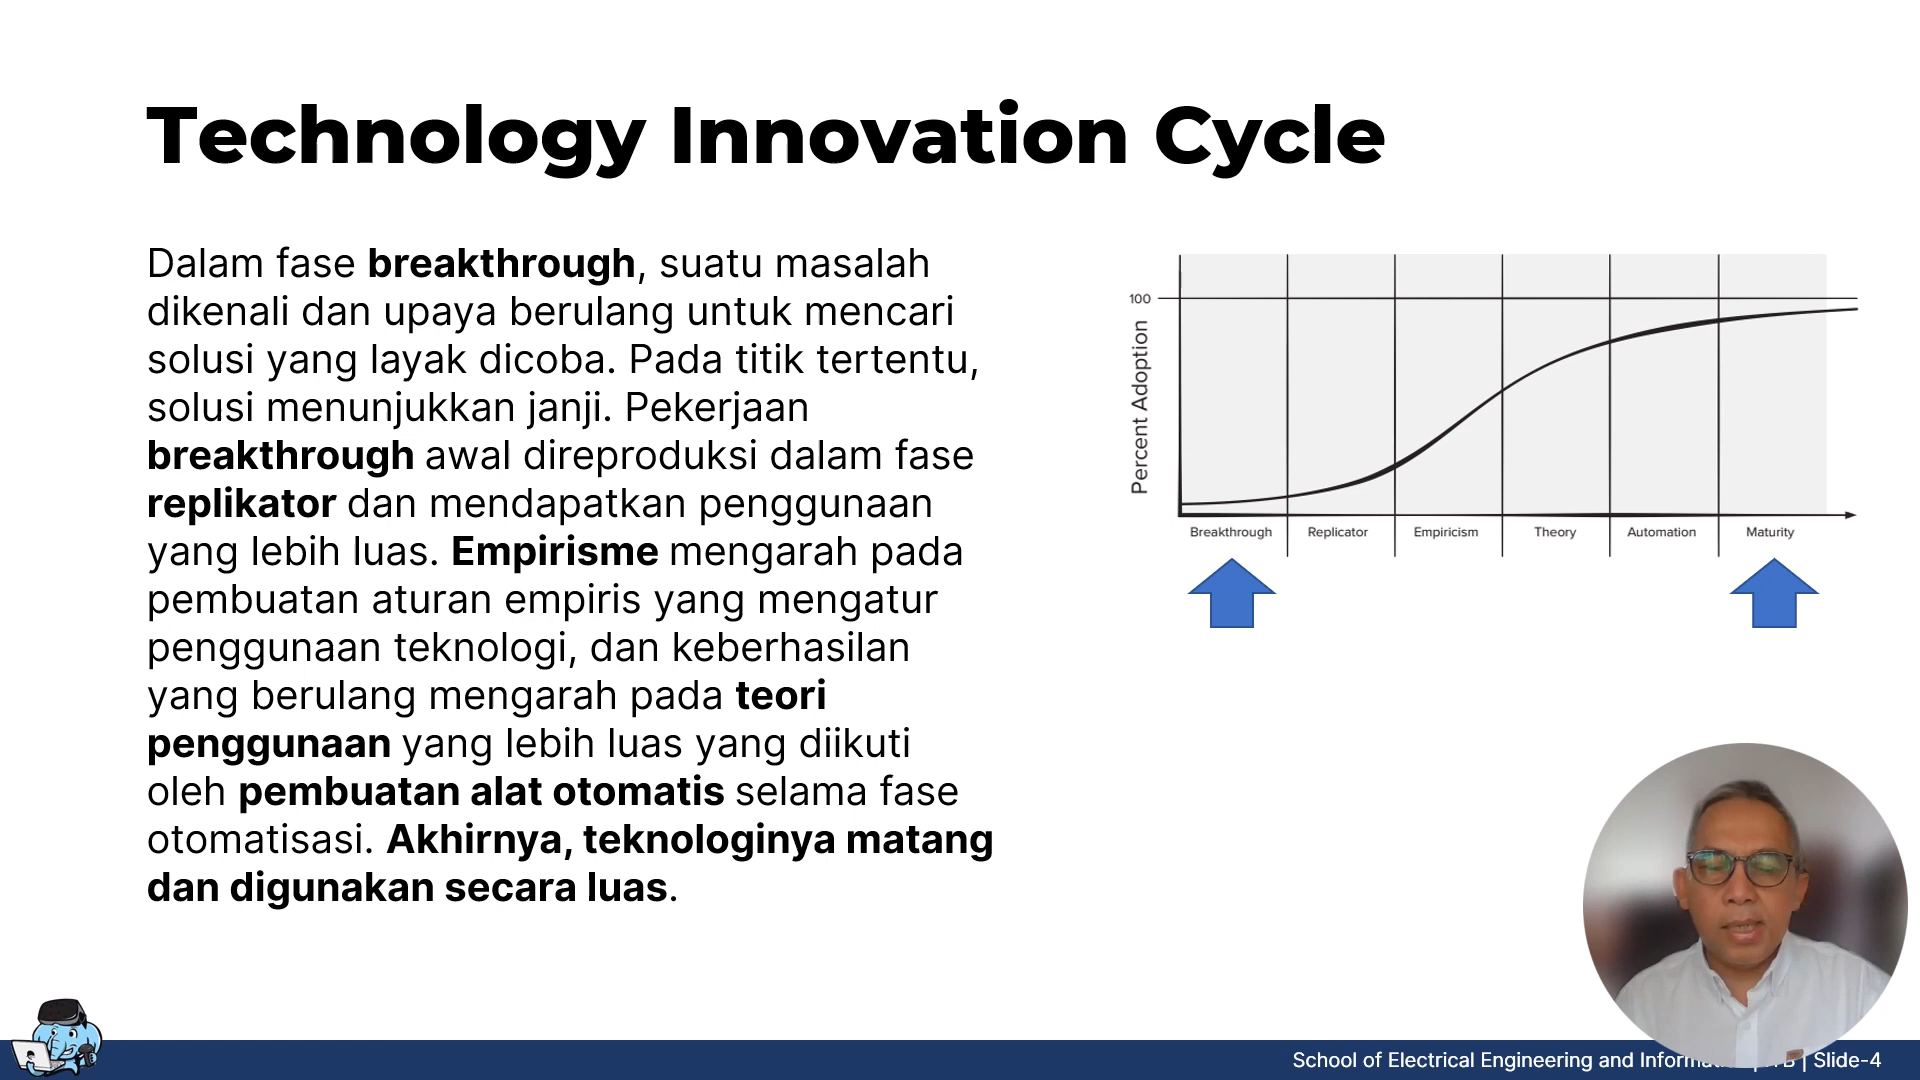 Technology Innovation Cycle
Dalam fase breakthrough, suatu masalah
dikenali dan upaya berulang untuk mencari
solusi yang layak dicoba. Pada titik tertentu,
solusi menunjukkan janji. Pekerjaan
breakthrough awal direproduksi dalam fase
replikator dan mendapatkan penggunaan
yang lebih luas. Empirisme mengarah pada
pembuatan aturan empiris yang mengatur
penggunaan teknologi, dan keberhasilan
yang berulang mengarah pada teori
penggunaan yang lebih luas yang diikuti
oleh pembuatan alat otomatis selama fase
otomatisasi. Akhirnya, teknologinya matang
dan digunakan secara luas.
100
Percent Adoption
Breakthrough Replicator Empiricism Theory Automation Maturity
School of Electrical Engineering and | Slide-4